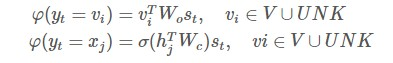 φ(y_t = v_i) = v_i^T W_o s_t, v_i ∈ V ∪ UNK
φ(y_t = x_j) = σ(h_j^T W_c) s_t, vi ∈ V ∪ UNK